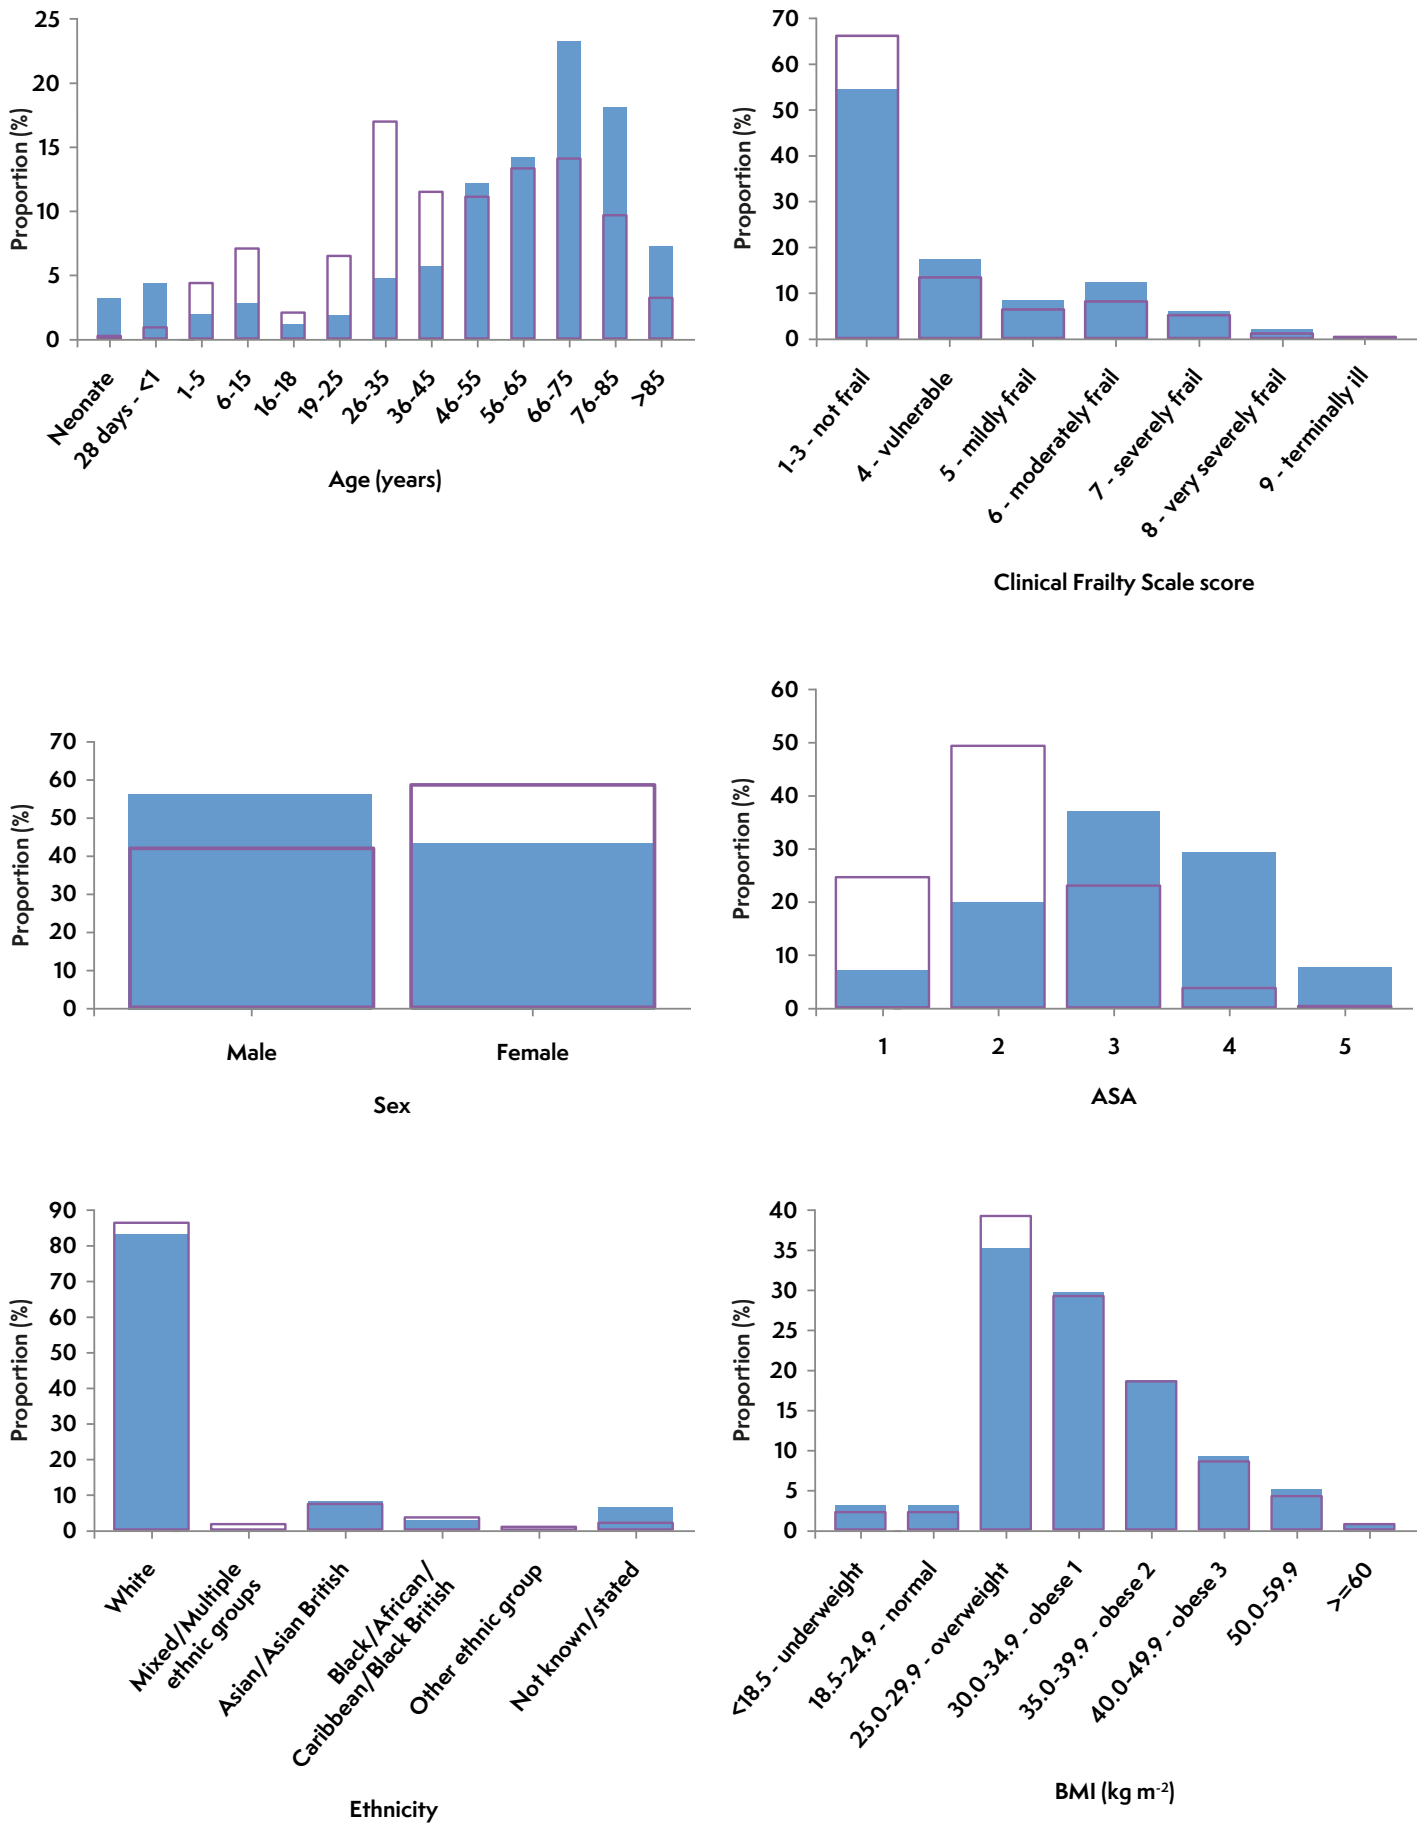 25
20
15
10
5
0
Proportion (%)
Neonate
28 days - <1
1-5
6-15
16-18
19-25
26-35
36-45
46-55
56-65
66-75
76-85
>85
Age (years)
70
60
50
40
30
20
10
0
Proportion (%)
1-3 - not frail
4 - vulnerable
5 - mildly frail
6 - moderately frail
7 - severely frail
8 - very severely frail
9 - terminally ill
Clinical Frailty Scale score
70
60
50
40
30
20
10
0
Proportion (%)
Male
Female
Sex
60
50
40
30
20
10
0
Proportion (%)
1
2
3
4
5
ASA
90
80
70
60
50
40
30
20
10
0
Proportion (%)
White
Mixed/Multiple
ethnic groups
Asian/Asian British
Black/African/
Caribbean/Black British
Other ethnic group
Not known/stated
Ethnicity
40
35
30
25
20
15
10
5
0
Proportion (%)
<18.5 - underweight
18.5-24.9 - normal
25.0-29.9 - overweight
30.0-34.9 - obese 1
35.0-39.9 - obese 2
40.0-49.9 - obese 3
50.0-59.9
>=60
BMI (kg m⁻²)